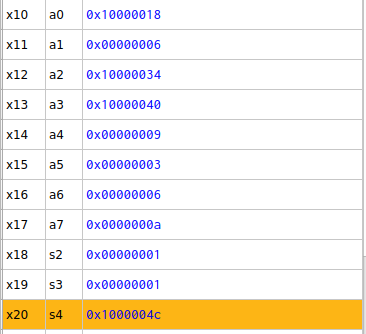 x10 a0 0x10000018
x11 a1 0x00000006
x12 a2 0x10000034
x13 a3 0x10000040
x14 a4 0x00000009
x15 a5 0x00000003
x16 a6 0x00000006
x17 a7 0x0000000a
x18 s2 0x00000001
x19 s3 0x00000001
x20 s4 0x1000004c